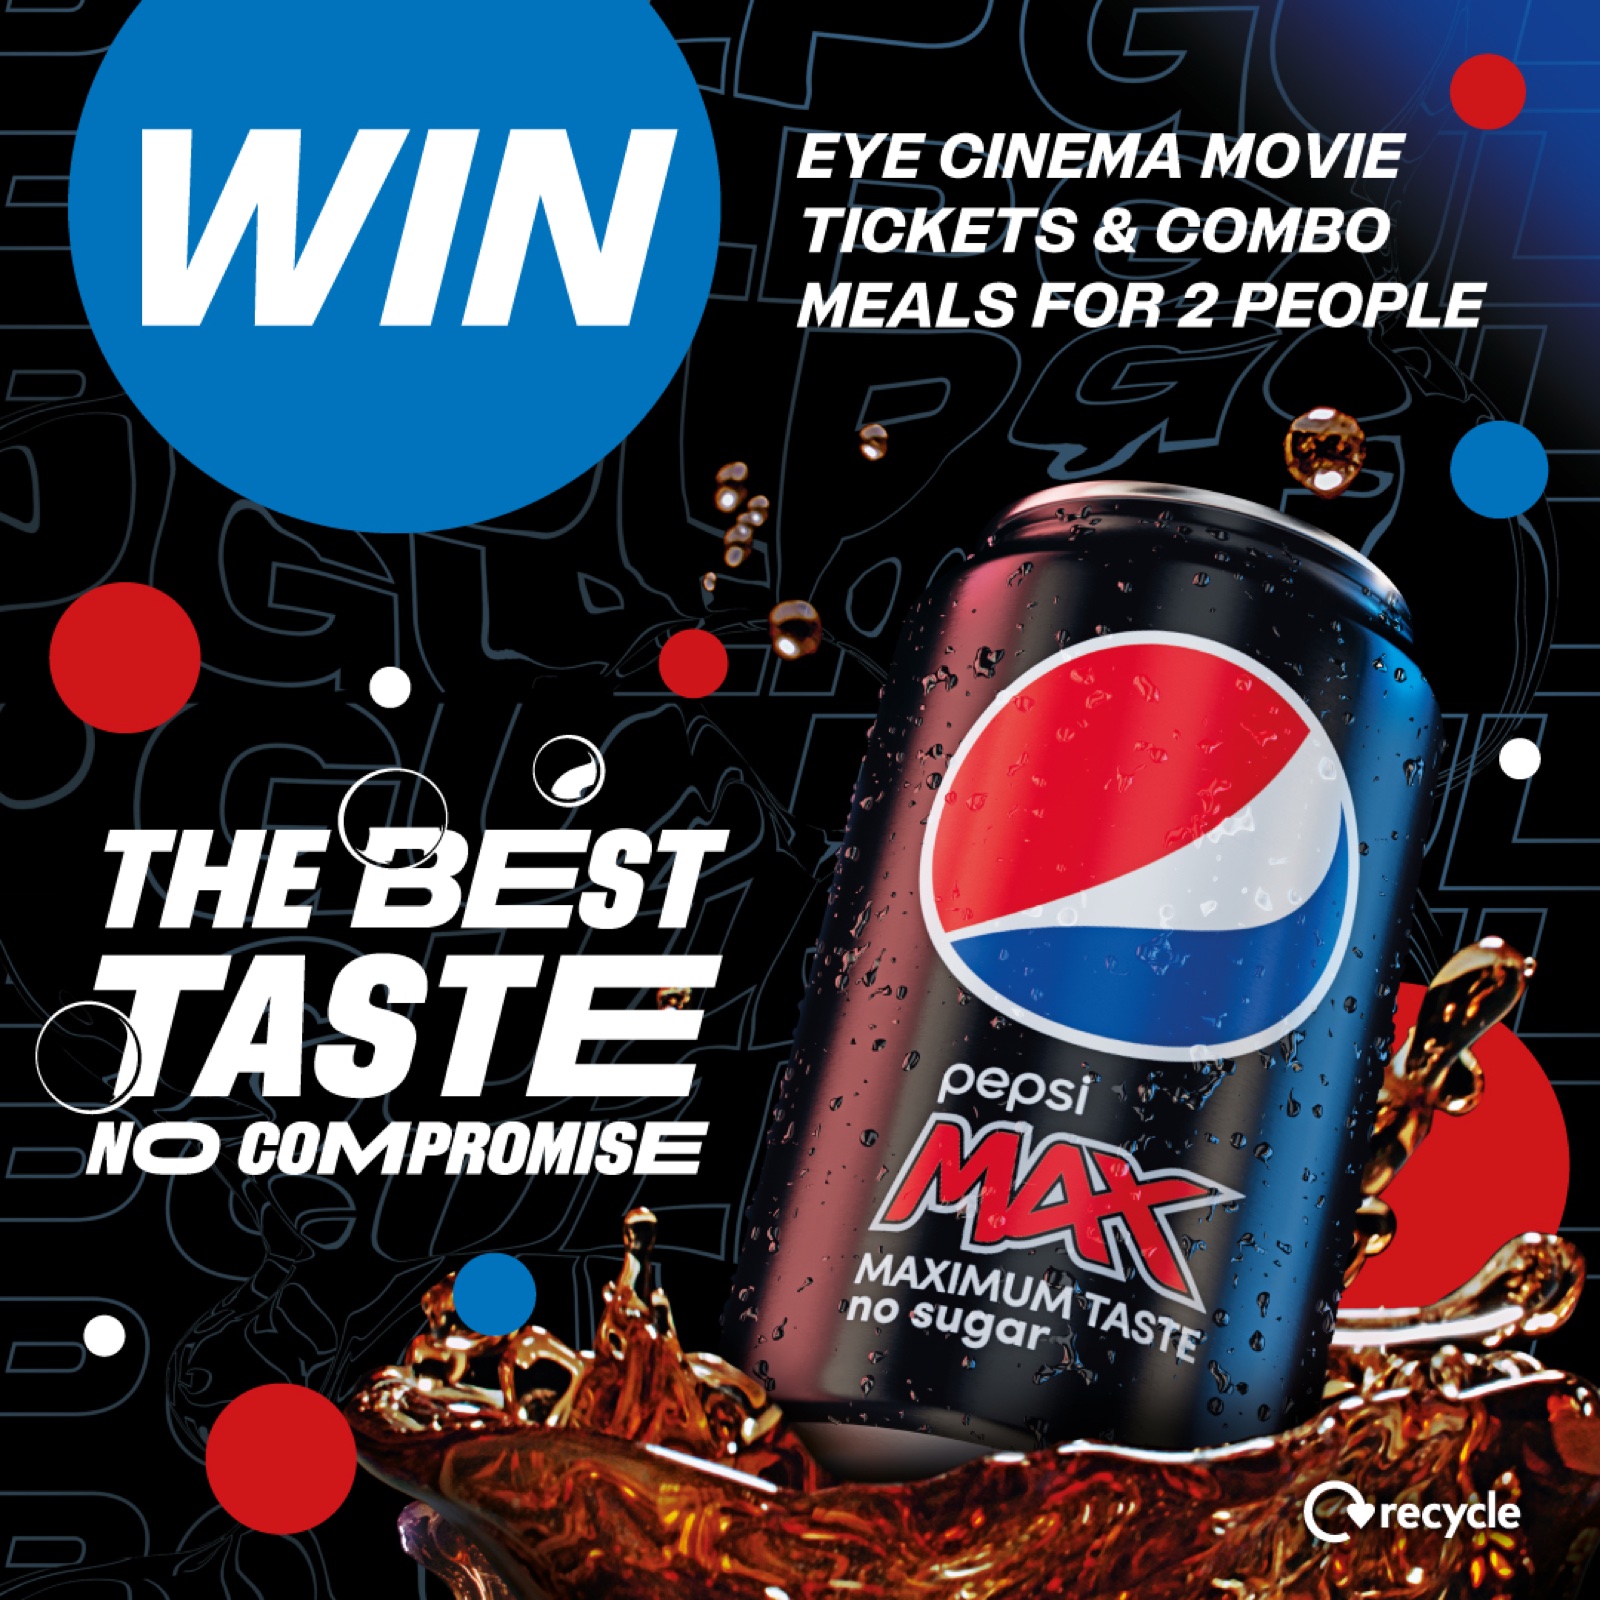 WIN
EYE CINEMA MOVIE
TICKETS & COMBO
MEALS FOR 2 PEOPLE
THE BEST
TASTE
NO COMPROMISE
pepsi
MAX
MAXIMUM TASTE
no sugar
recycle